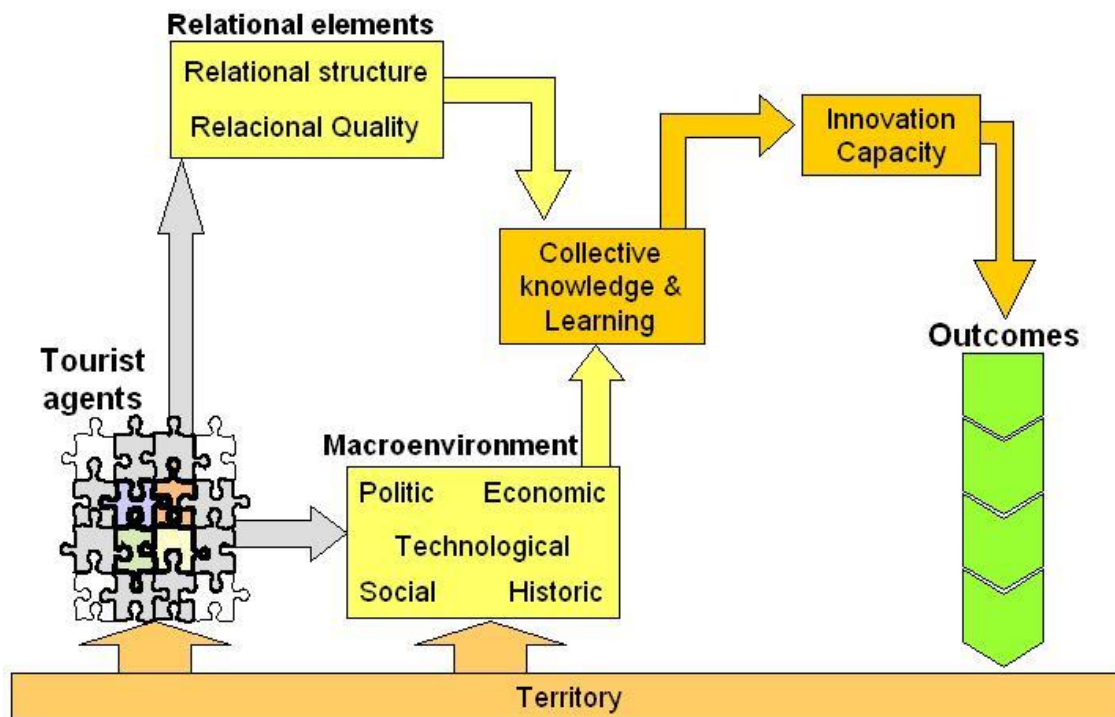 Relational elements
Relational structure
Relacional Quality
Innovation
Capacity
Collective
knowledge &
Learning
Outcomes
Tourist
agents
Macroenvironment
Politic Economic
Technological
Social Historic
Territory